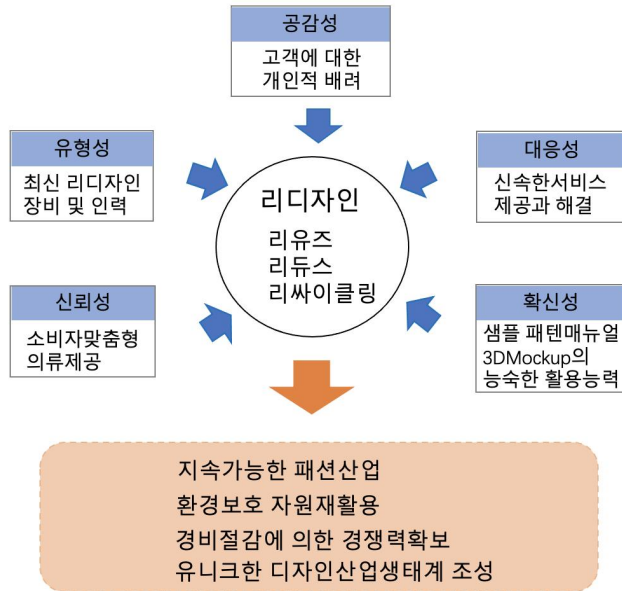 공감성
고객에 대한
개인적 배려
유형성
최신 리디자인
장비 및 인력
대응성
신속한서비스
제공과 해결
리디자인
리유즈
리듀스
리싸이클링
신뢰성
소비자맞춤형
의류제공
확신성
샘플 패텐매뉴얼
3DMockup의
능숙한 활용능력
지속가능한 패션산업
환경보호 자원재활용
경비절감에 의한 경쟁력확보
유니크한 디자인산업생태계 조성